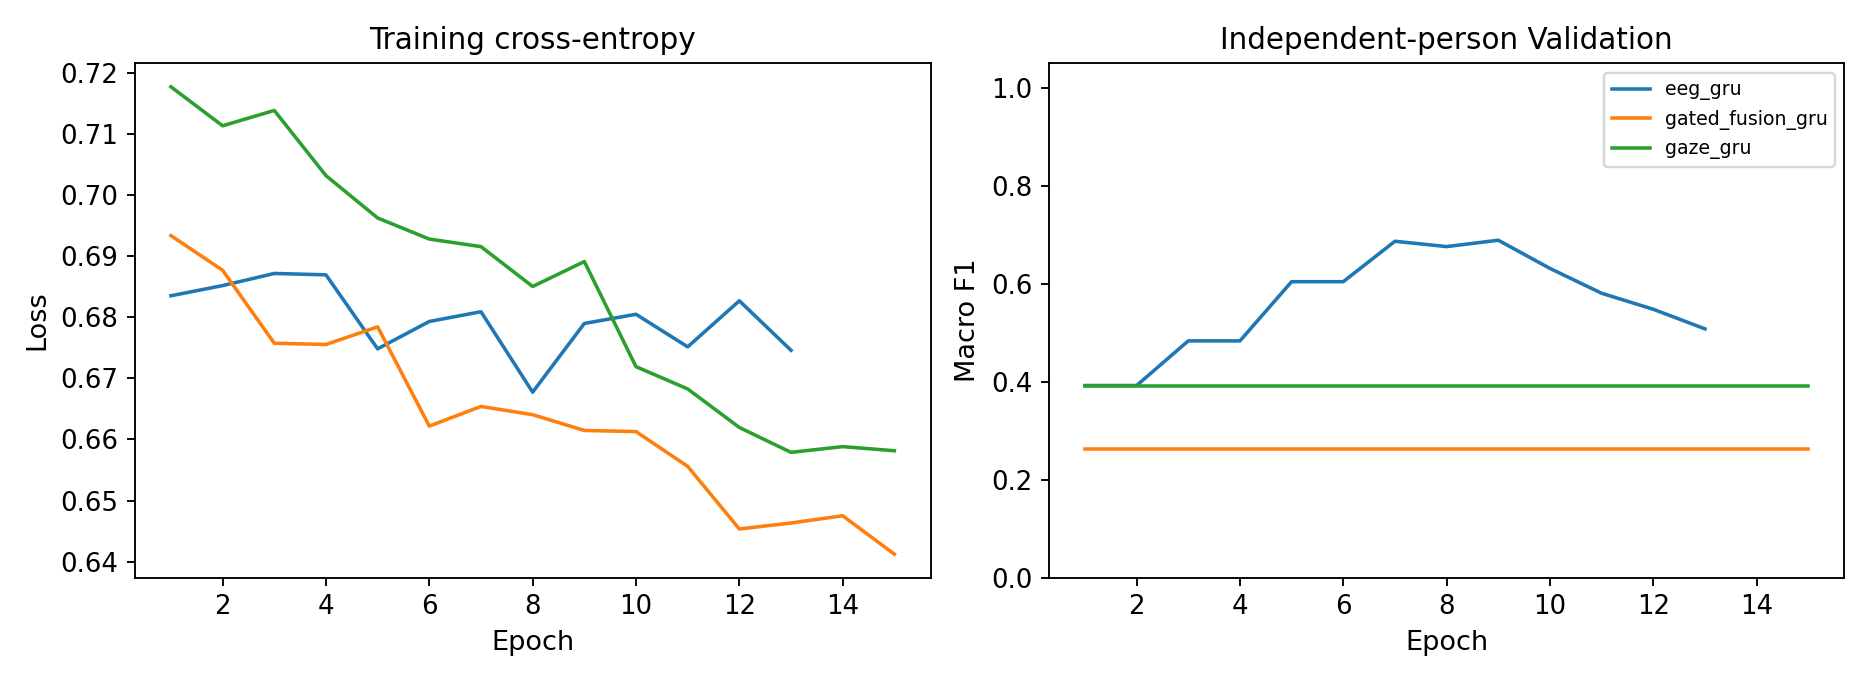 Training cross-entropy
0.72
0.71
0.70
0.69
0.68
0.67
0.66
0.65
0.64
Loss
2 4 6 8 10 12 14
Epoch
Independent-person Validation
1.0
0.8
0.6
0.4
0.2
0.0
Macro F1
eeg_gru
gated_fusion_gru
gaze_gru
2 4 6 8 10 12 14
Epoch